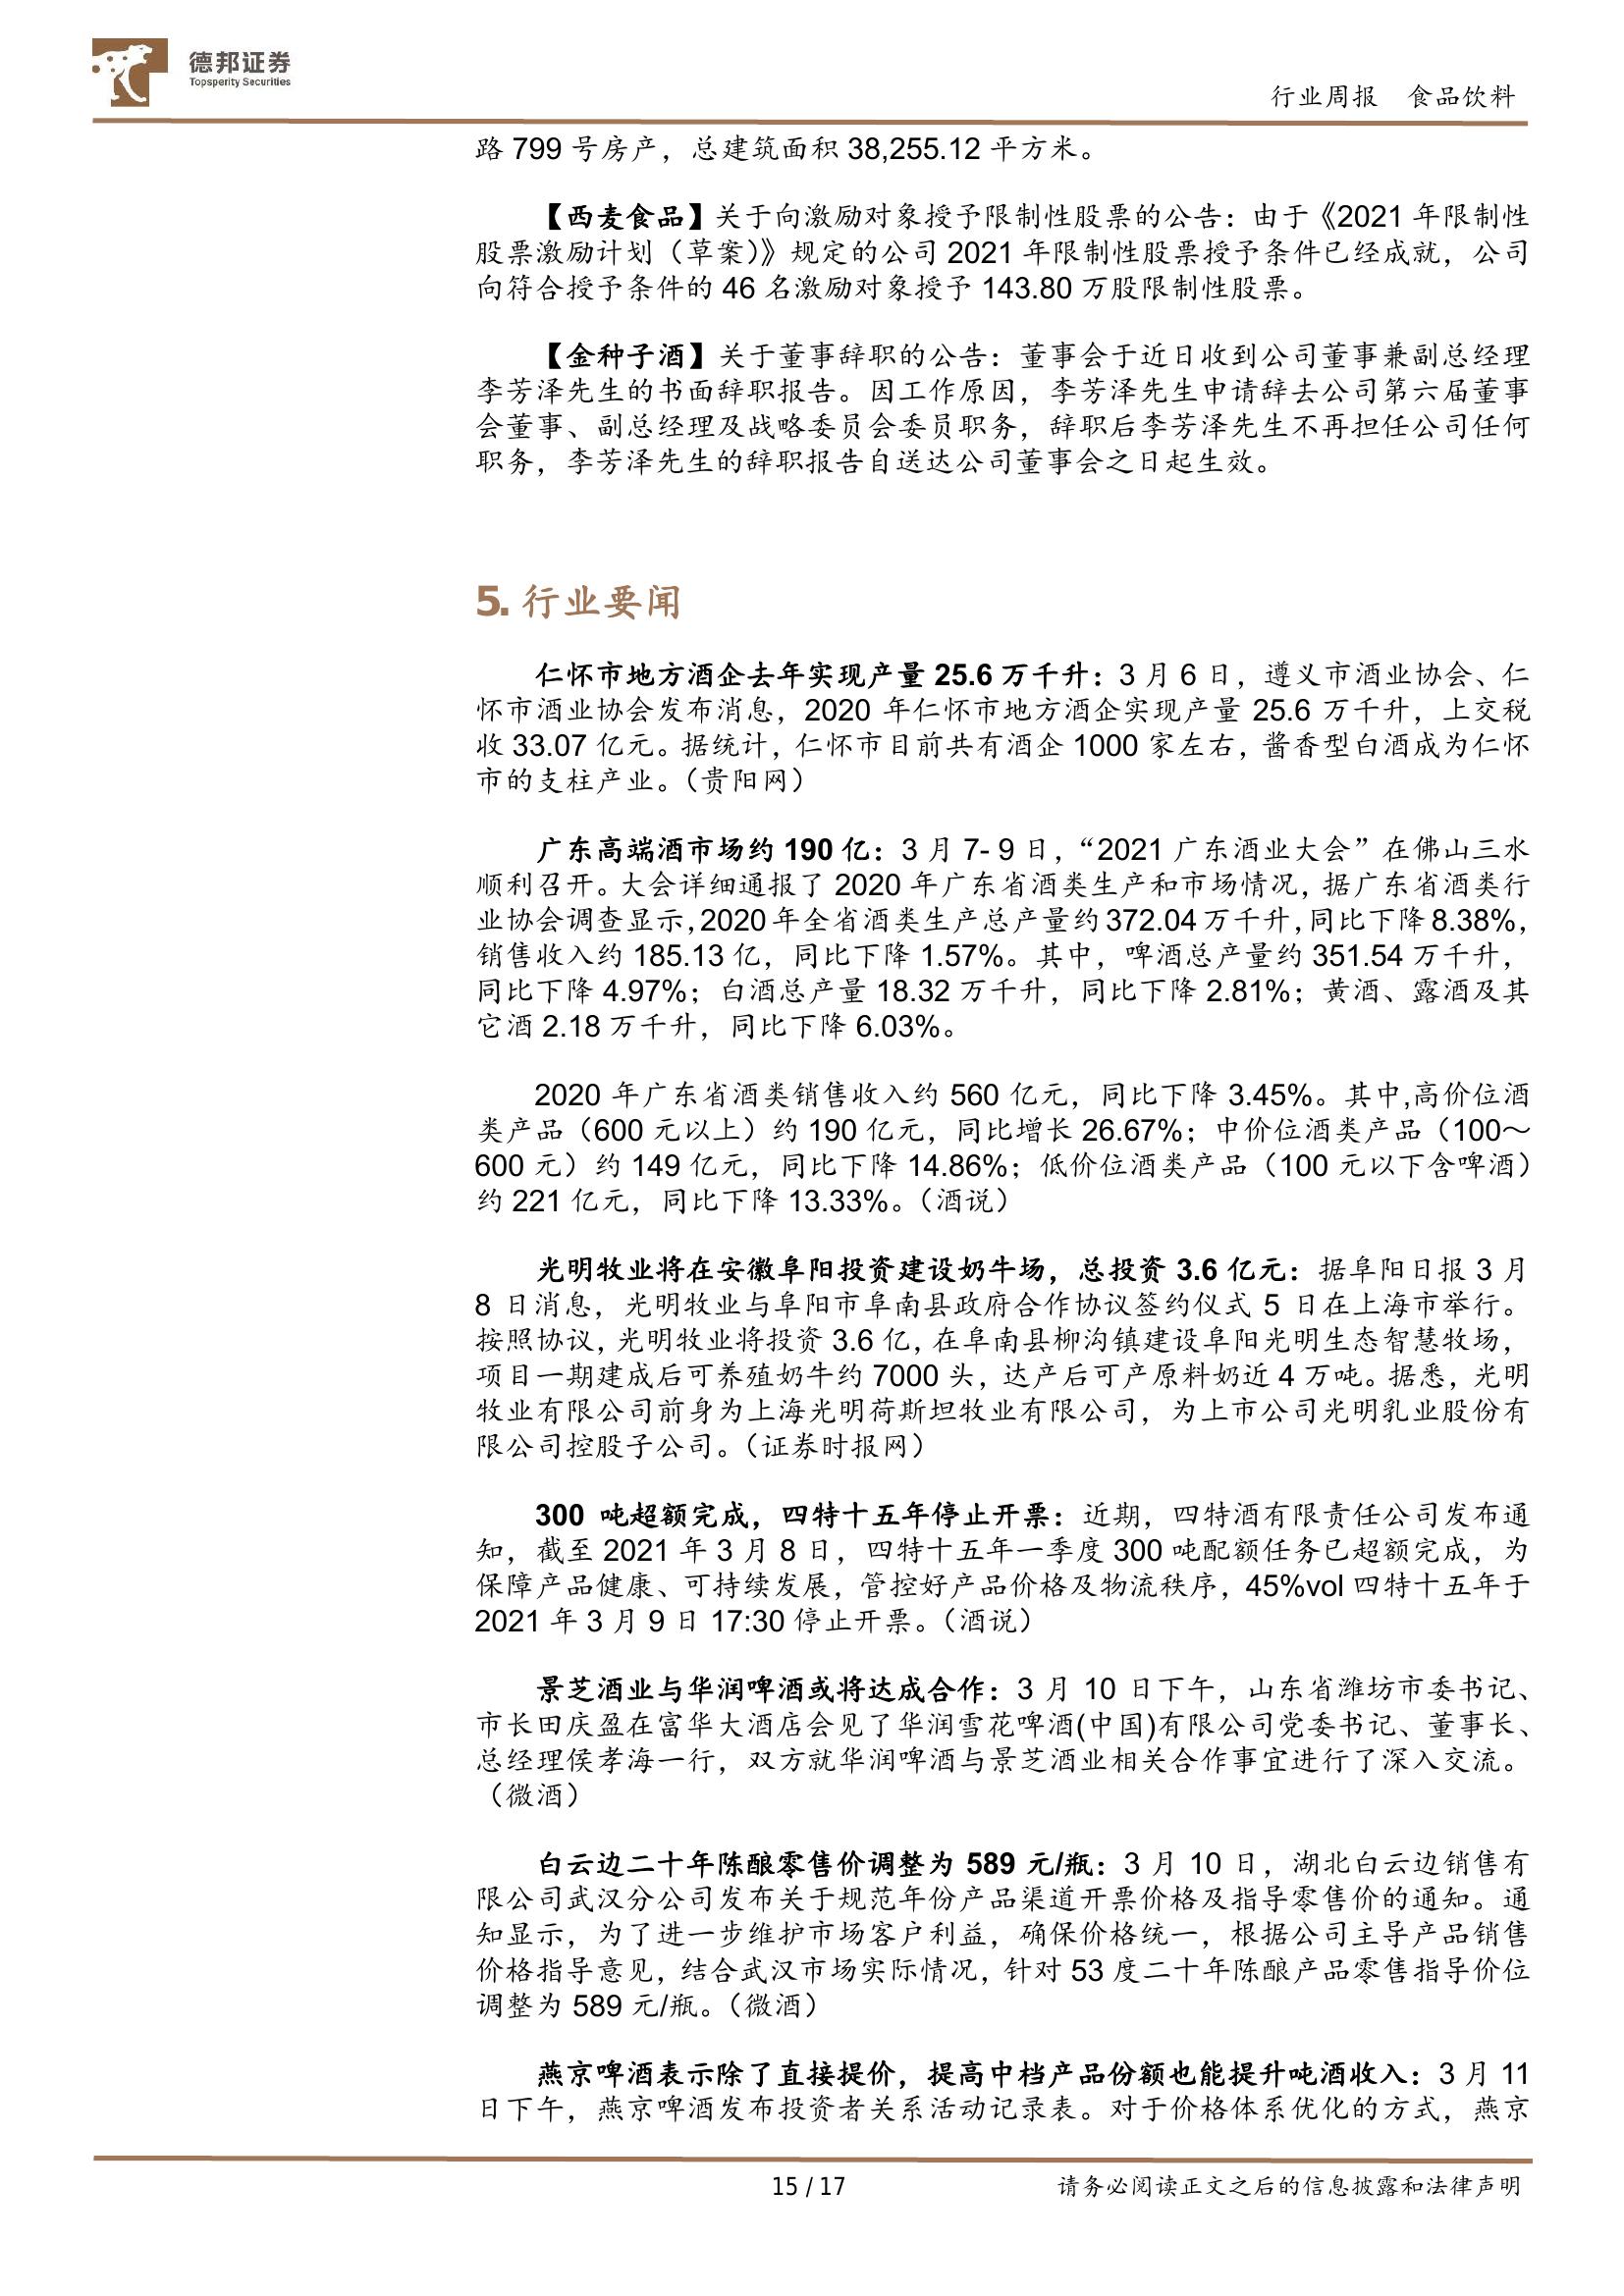 德邦证券
Topsperity Securities
行业周报 食品饮料
路 799 号房产，总建筑面积 38,255.12 平方米。
【西麦食品】关于向激励对象授予限制性股票的公告：由于《2021 年限制性
股票激励计划（草案）》规定的公司 2021 年限制性股票授予条件已经成就，公司
向符合授予条件的 46 名激励对象授予 143.80 万股限制性股票。
【金种子酒】关于董事辞职的公告：董事会于近日收到公司董事兼副总经理
李芳泽先生的书面辞职报告。因工作原因，李芳泽先生申请辞去公司第六届董事
会董事、副总经理及战略委员会委员职务，辞职后李芳泽先生不再担任公司任何
职务，李芳泽先生的辞职报告自送达公司董事会之日起生效。
5. 行业要闻
仁怀市地方酒企去年实现产量 25.6 万千升：3 月 6 日，遵义市酒业协会、仁
怀市酒业协会发布消息，2020 年仁怀市地方酒企实现产量 25.6 万千升，上交税
收 33.07 亿元。据统计，仁怀市目前共有酒企 1000 家左右，酱香型白酒成为仁怀
市的支柱产业。（贵阳网）
广东高端酒市场约 190 亿：3 月 7- 9 日，“2021 广东酒业大会”在佛山三水
顺利召开。大会详细通报了 2020 年广东省酒类生产和市场情况，据广东省酒类行
业协会调查显示,2020 年全省酒类生产总产量约 372.04 万千升,同比下降 8.38%,
销售收入约 185.13 亿，同比下降 1.57%。其中，啤酒总产量约 351.54 万千升，
同比下降 4.97%；白酒总产量 18.32 万千升，同比下降 2.81%；黄酒、露酒及其
它酒 2.18 万千升，同比下降 6.03%。
2020 年广东省酒类销售收入约 560 亿元，同比下降 3.45%。其中,高价位酒
类产品（600 元以上）约 190 亿元，同比增长 26.67%；中价位酒类产品（100～
600 元）约 149 亿元，同比下降 14.86%；低价位酒类产品（100 元以下含啤酒）
约 221 亿元，同比下降 13.33%。（酒说）
光明牧业将在安徽阜阳投资建设奶牛场，总投资 3.6 亿元：据阜阳日报 3 月
8 日消息，光明牧业与阜阳市阜南县政府合作协议签约仪式 5 日在上海市举行。
按照协议，光明牧业将投资 3.6 亿，在阜南县柳沟镇建设阜阳光明生态智慧牧场，
项目一期建成后可养殖奶牛约 7000 头，达产后可产原料奶近 4 万吨。据悉，光明
牧业有限公司前身为上海光明荷斯坦牧业有限公司，为上市公司光明乳业股份有
限公司控股子公司。（证券时报网）
300 吨超额完成，四特十五年停止开票：近期，四特酒有限责任公司发布通
知，截至 2021 年 3 月 8 日，四特十五年一季度 300 吨配额任务已超额完成，为
保障产品健康、可持续发展，管控好产品价格及物流秩序，45%vol 四特十五年于
2021 年 3 月 9 日 17:30 停止开票。（酒说）
景芝酒业与华润啤酒或将达成合作：3 月 10 日下午，山东省潍坊市委书记、
市长田庆盈在富华大酒店会见了华润雪花啤酒(中国)有限公司党委书记、董事长、
总经理侯孝海一行，双方就华润啤酒与景芝酒业相关合作事宜进行了深入交流。
（微酒）
白云边二十年陈酿零售价调整为 589 元/瓶：3 月 10 日，湖北白云边销售有
限公司武汉分公司发布关于规范年份产品渠道开票价格及指导零售价的通知。通
知显示，为了进一步维护市场客户利益，确保价格统一，根据公司主导产品销售
价格指导意见，结合武汉市场实际情况，针对 53 度二十年陈酿产品零售指导价位
调整为 589 元/瓶。（微酒）
燕京啤酒表示除了直接提价，提高中档产品份额也能提升吨酒收入：3 月 11
日下午，燕京啤酒发布投资者关系活动记录表。对于价格体系优化的方式，燕京
15 / 17
请务必阅读正文之后的信息披露和法律声明